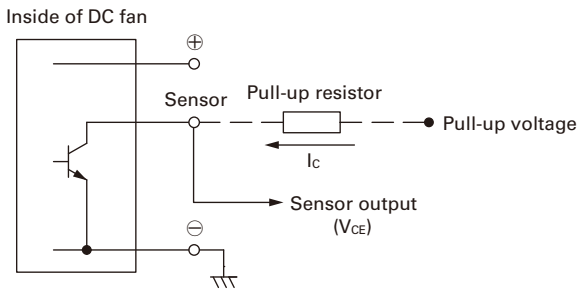 Inside of DC fan
⊕
Sensor
Pull-up resistor
Pull-up voltage
IC
Sensor output
(VCE)
⊖